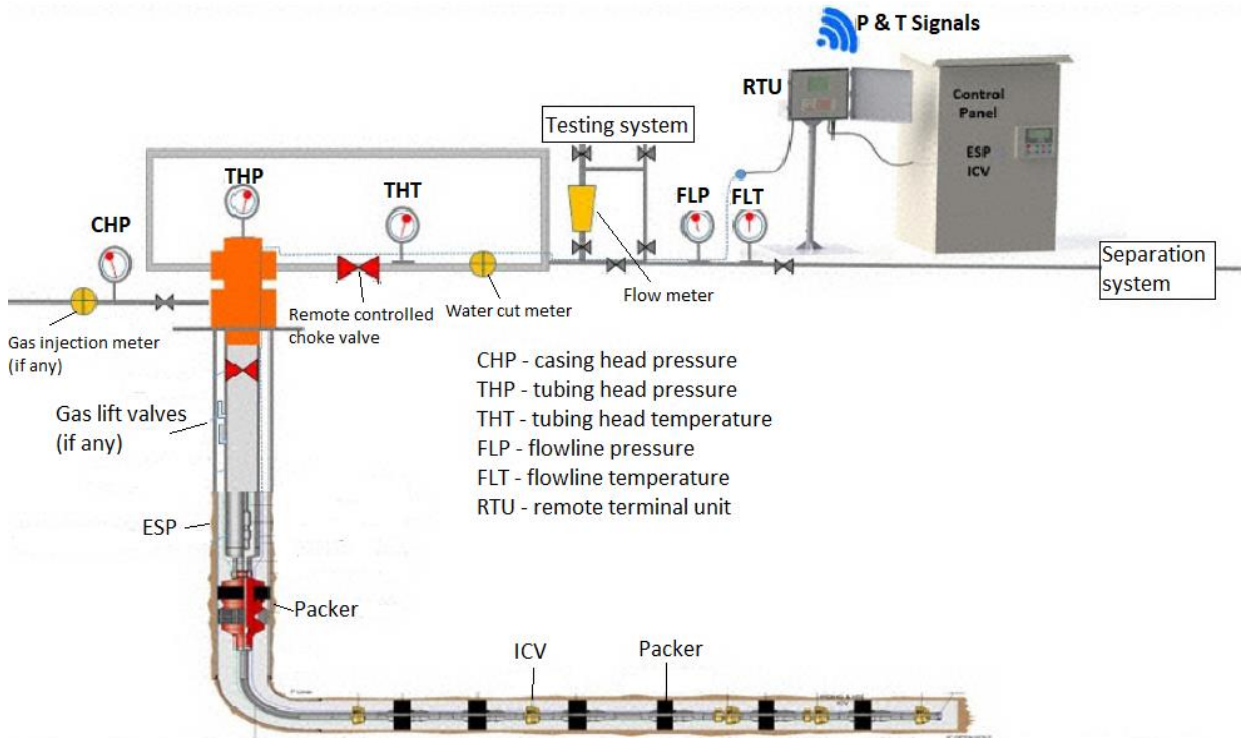 P & T Signals
RTU
Control
Panel
ESP
ICV
Testing system
THP
THT
CHP
FLP
FLT
Separation
system
Flow meter
Gas injection meter
(if any)
Remote controlled
choke valve
Water cut meter
CHP - casing head pressure
THP - tubing head pressure
THT - tubing head temperature
FLP - flowline pressure
FLT - flowline temperature
RTU - remote terminal unit
Gas lift valves
(if any)
ESP
Packer
ICV
Packer
ICV